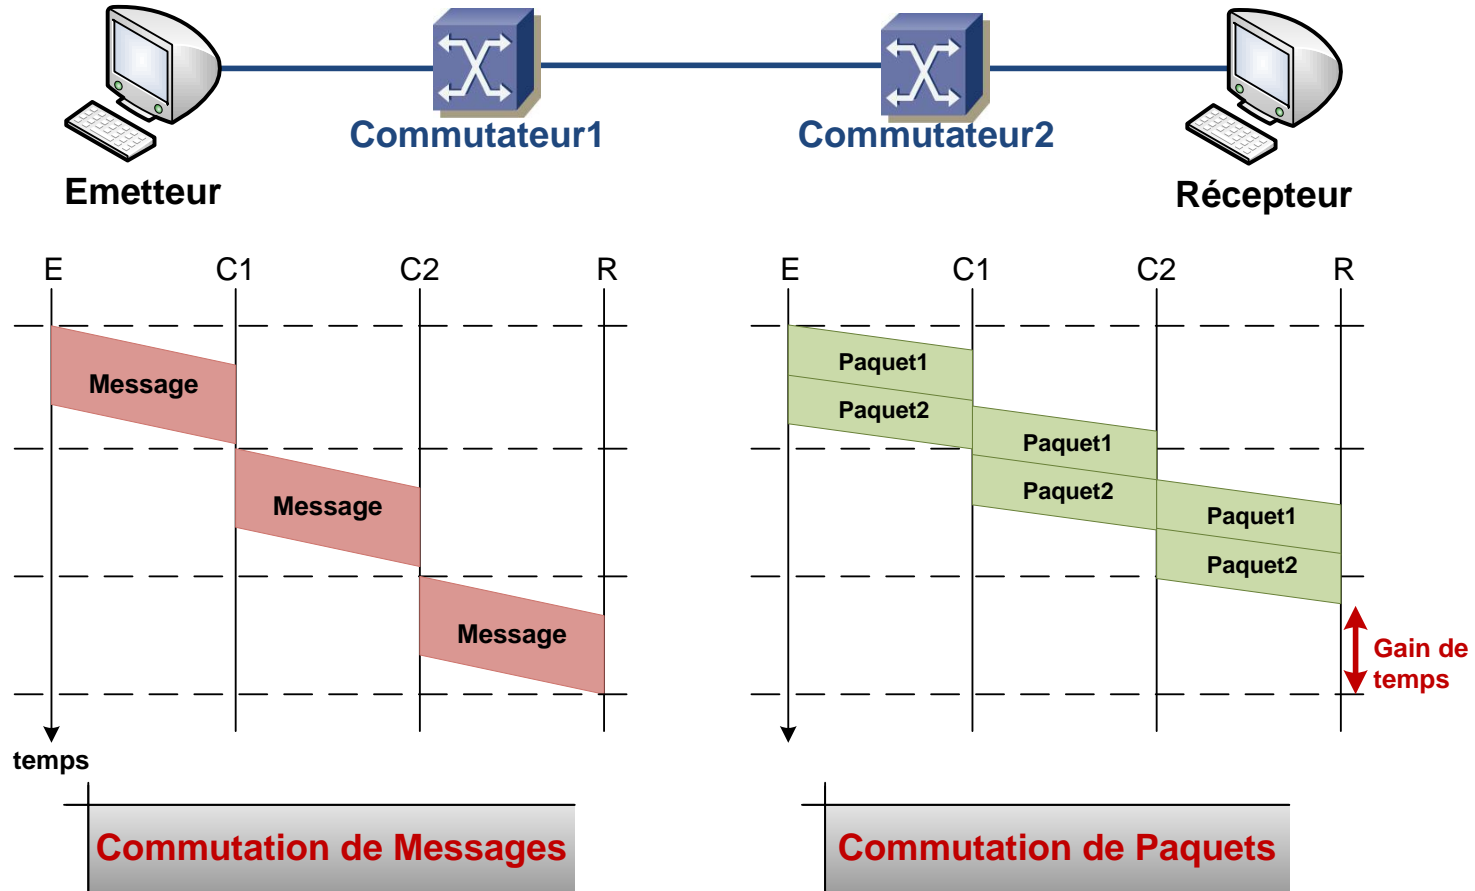 Commutateur1
Commutateur2
Emetteur
Récepteur
E C1 C2 R
Message
Message
Message
temps
E C1 C2 R
Paquet1
Paquet2
Paquet1
Paquet2
Paquet1
Paquet2
Gain de
temps
Commutation de Messages
Commutation de Paquets